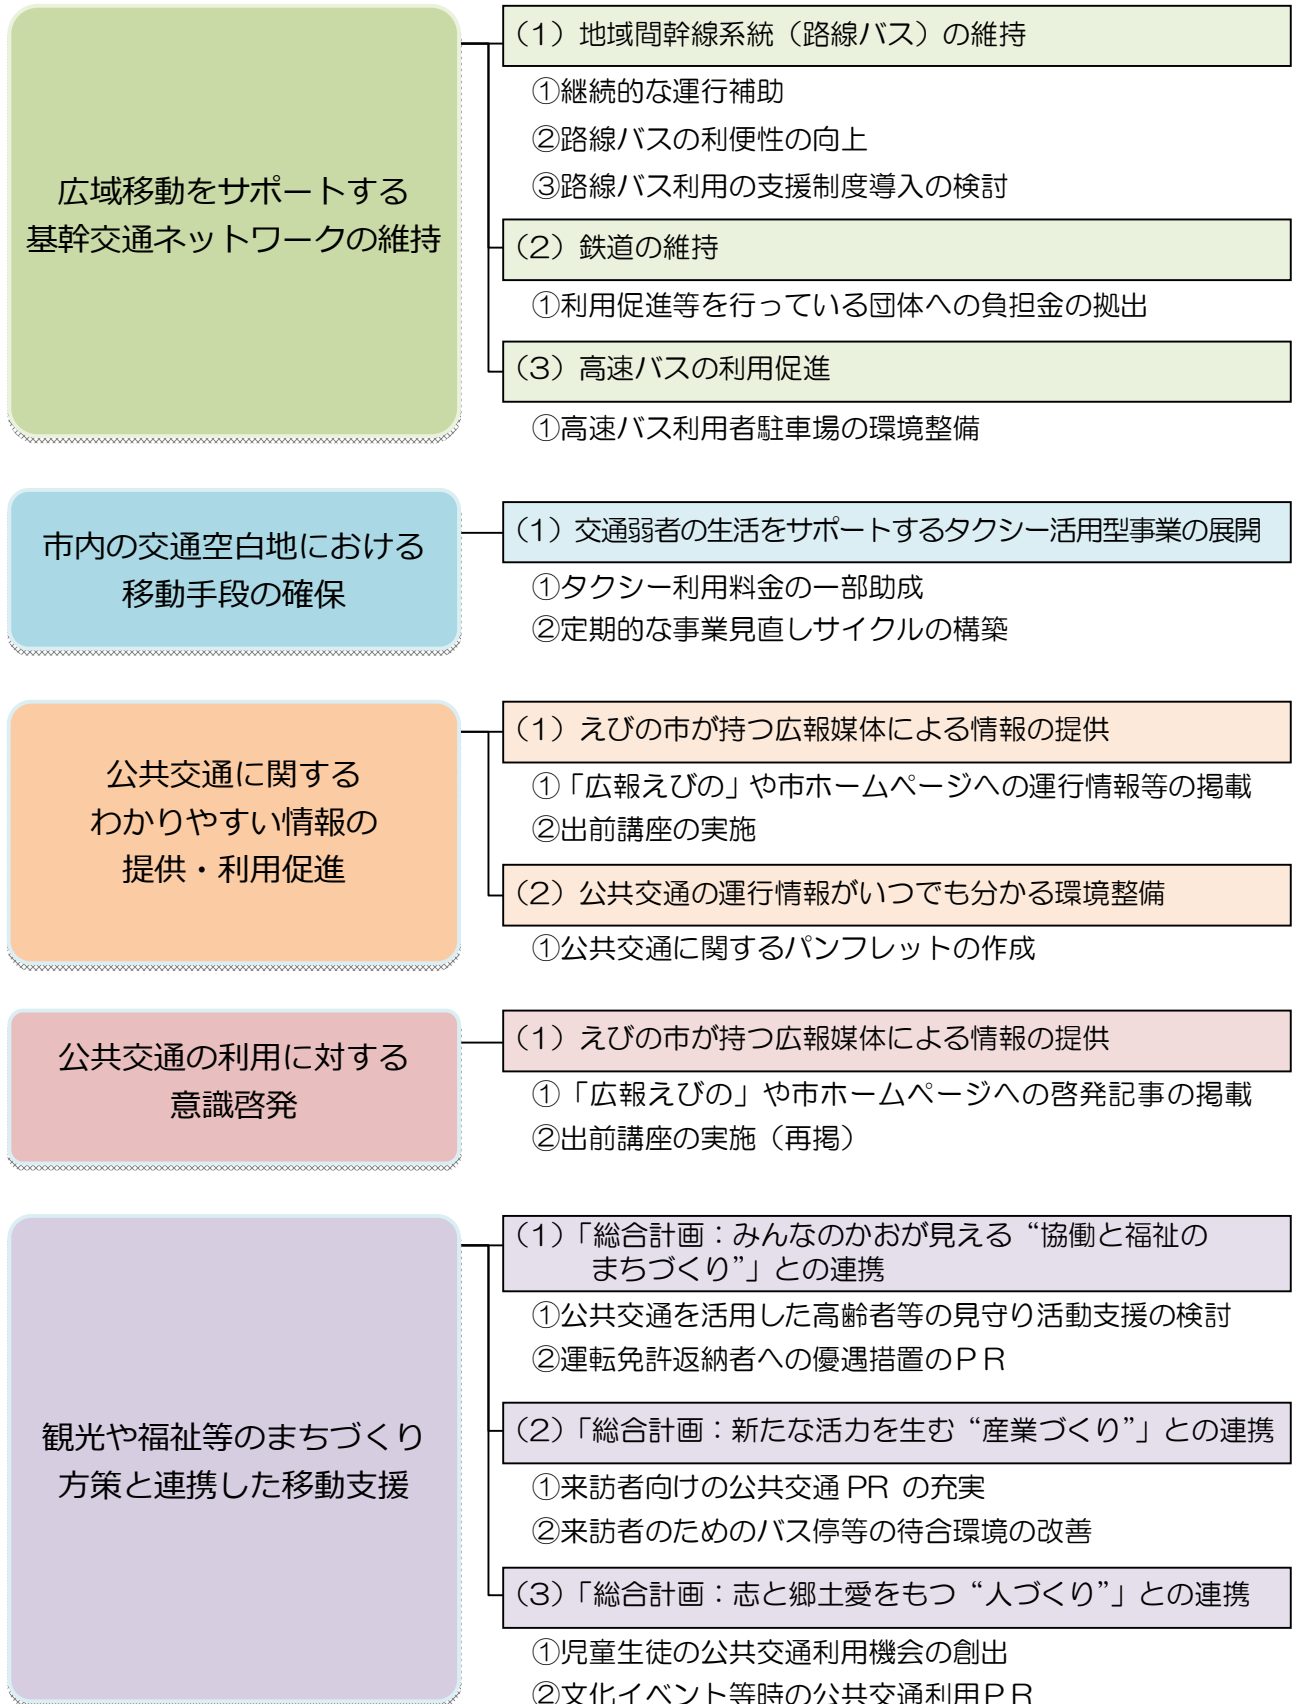 広域移動をサポートする
基幹交通ネットワークの維持
（1）地域間幹線系統（路線バス）の維持
①継続的な運行補助
②路線バスの利便性の向上
③路線バス利用の支援制度導入の検討
（2）鉄道の維持
①利用促進等を行っている団体への負担金の拠出
（3）高速バスの利用促進
①高速バス利用者駐車場の環境整備
市内の交通空白地における
移動手段の確保
（1）交通弱者の生活をサポートするタクシー活用型事業の展開
①タクシー利用料金の一部助成
②定期的な事業見直しサイクルの構築
公共交通に関する
わかりやすい情報の
提供・利用促進
（1）えびの市が持つ広報媒体による情報の提供
①「広報えびの」や市ホームページへの運行情報等の掲載
②出前講座の実施
（2）公共交通の運行情報がいつでも分かる環境整備
①公共交通に関するパンフレットの作成
公共交通の利用に対する
意識啓発
（1）えびの市が持つ広報媒体による情報の提供
①「広報えびの」や市ホームページへの啓発記事の掲載
②出前講座の実施（再掲）
観光や福祉等のまちづくり
方策と連携した移動支援
（1）「総合計画：みんなのかおが見える“協働と福祉の
まちづくり”」との連携
①公共交通を活用した高齢者等の見守り活動支援の検討
②運転免許返納者への優遇措置のＰＲ
（2）「総合計画：新たな活力を生む“産業づくり”」との連携
①来訪者向けの公共交通 PR の充実
②来訪者のためのバス停等の待合環境の改善
（3）「総合計画：志と郷土愛をもつ“人づくり”」との連携
①児童生徒の公共交通利用機会の創出
②文化イベント等時の公共交通利用ＰＲ